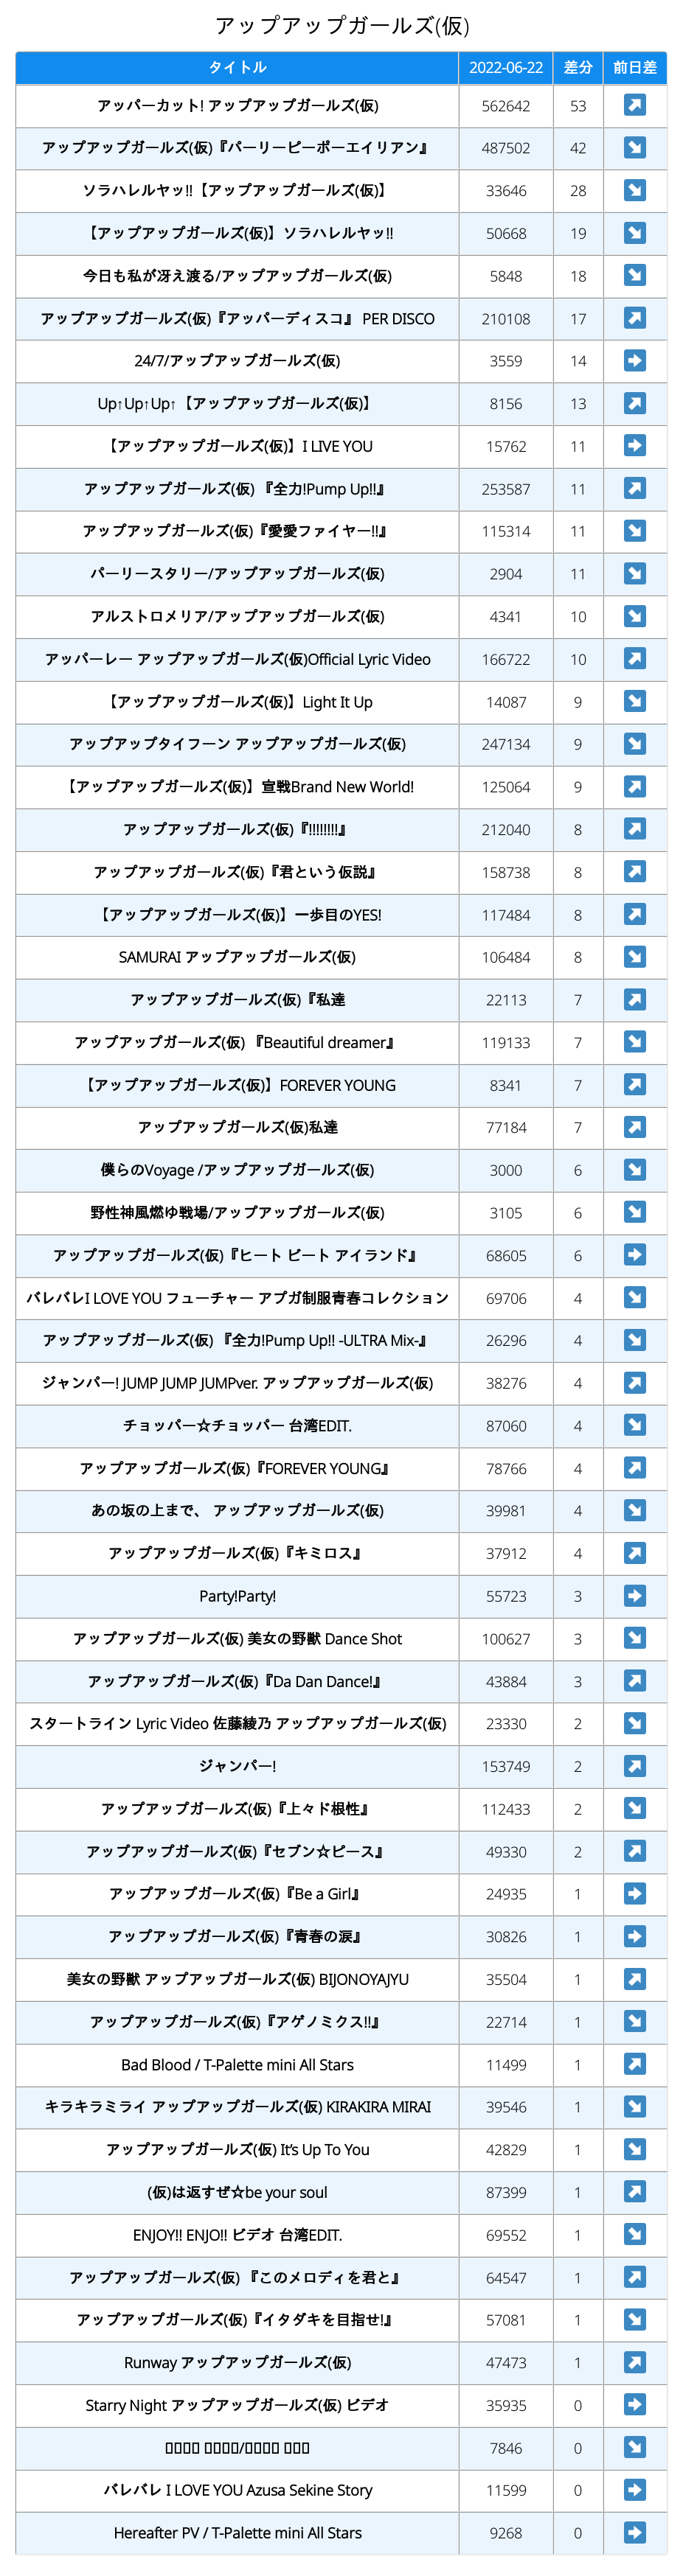 アップアップガールズ(仮)
タイトル 2022-06-22 差分 前日差
アッパーカット! アップアップガールズ(仮) 562642 53 ↗
アップアップガールズ(仮)『パーリーピーポーエイリアン』 487502 42 ↘
ソラハレルヤッ!!【アップアップガールズ(仮)】 33646 28 ↘
【アップアップガールズ(仮)】ソラハレルヤッ!! 50668 19 ↘
今日も私が冴え渡る/アップアップガールズ(仮) 5848 18 ↘
アップアップガールズ(仮)『アッパーディスコ』 PER DISCO 210108 17 ↗
24/7/アップアップガールズ(仮) 3559 14 ➡
Up↑Up↑Up↑【アップアップガールズ(仮)】 8156 13 ↗
【アップアップガールズ(仮)】I LIVE YOU 15762 11 ➡
アップアップガールズ(仮) 『全力!Pump Up!!』 253587 11 ↗
アップアップガールズ(仮)『愛愛ファイヤー!!』 115314 11 ↘
パーリースタリー/アップアップガールズ(仮) 2904 11 ↘
アルストロメリア/アップアップガールズ(仮) 4341 10 ↘
アッパーレー アップアップガールズ(仮)Official Lyric Video 166722 10 ↗
【アップアップガールズ(仮)】Light It Up 14087 9 ↘
アップアップタイフーン アップアップガールズ(仮) 247134 9 ↘
【アップアップガールズ(仮)】宣戦Brand New World! 125064 9 ↗
アップアップガールズ(仮)『!!!!!!!!』 212040 8 ↗
アップアップガールズ(仮)『君という仮説』 158738 8 ↗
【アップアップガールズ(仮)】一歩目のYES! 117484 8 ↗
SAMURAI アップアップガールズ(仮) 106484 8 ↘
アップアップガールズ(仮)『私達 22113 7 ↗
アップアップガールズ(仮) 『Beautiful dreamer』 119133 7 ↘
【アップアップガールズ(仮)】FOREVER YOUNG 8341 7 ↗
アップアップガールズ(仮)私達 77184 7 ↗
僕らのVoyage /アップアップガールズ(仮) 3000 6 ↘
野性神風燃ゆ戦場/アップアップガールズ(仮) 3105 6 ↘
アップアップガールズ(仮)『ヒート ビート アイランド』 68605 6 ➡
バレバレI LOVE YOU フューチャー アプガ制服青春コレクション 69706 4 ↘
アップアップガールズ(仮) 『全力!Pump Up!! -ULTRA Mix-』 26296 4 ↘
ジャンパー! JUMP JUMP JUMPver. アップアップガールズ(仮) 38276 4 ↗
チョッパー☆チョッパー 台湾EDIT. 87060 4 ↘
アップアップガールズ(仮)『FOREVER YOUNG』 78766 4 ↗
あの坂の上まで、 アップアップガールズ(仮) 39981 4 ↘
アップアップガールズ(仮)『キミロス』 37912 4 ↗
Party!Party! 55723 3 ➡
アップアップガールズ(仮) 美女の野獣 Dance Shot 100627 3 ↘
アップアップガールズ(仮)『Da Dan Dance!』 43884 3 ↗
スタートライン Lyric Video 佐藤綾乃 アップアップガールズ(仮) 23330 2 ↘
ジャンパー! 153749 2 ↗
アップアップガールズ(仮)『上々ド根性』 112433 2 ↘
アップアップガールズ(仮)『セブン☆ピース』 49330 2 ↗
アップアップガールズ(仮)『Be a Girl』 24935 1 ➡
アップアップガールズ(仮)『青春の涙』 30826 1 ➡
美女の野獣 アップアップガールズ(仮) BIJONOYAJYU 35504 1 ↗
アップアップガールズ(仮)『アゲノミクス!!』 22714 1 ↘
Bad Blood / T-Palette mini All Stars 11499 1 ↗
キラキラミライ アップアップガールズ(仮) KIRAKIRA MIRAI 39546 1 ↘
アップアップガールズ(仮) It's Up To You 42829 1 ↘
(仮)は返すぜ☆be your soul 87399 1 ↗
ENJOY!! ENJO!! ビデオ 台湾EDIT. 69552 1 ↘
アップアップガールズ(仮) 『このメロディを君と』 64547 1 ↗
アップアップガールズ(仮)『イタダキを目指せ!』 57081 1 ↘
Runway アップアップガールズ(仮) 47473 1 ↗
Starry Night アップアップガールズ(仮) ビデオ 35935 0 ➡
7846 0 ↘
バレバレ I LOVE YOU Azusa Sekine Story 11599 0 ➡
Hereafter PV / T-Palette mini All Stars 9268 0 ➡